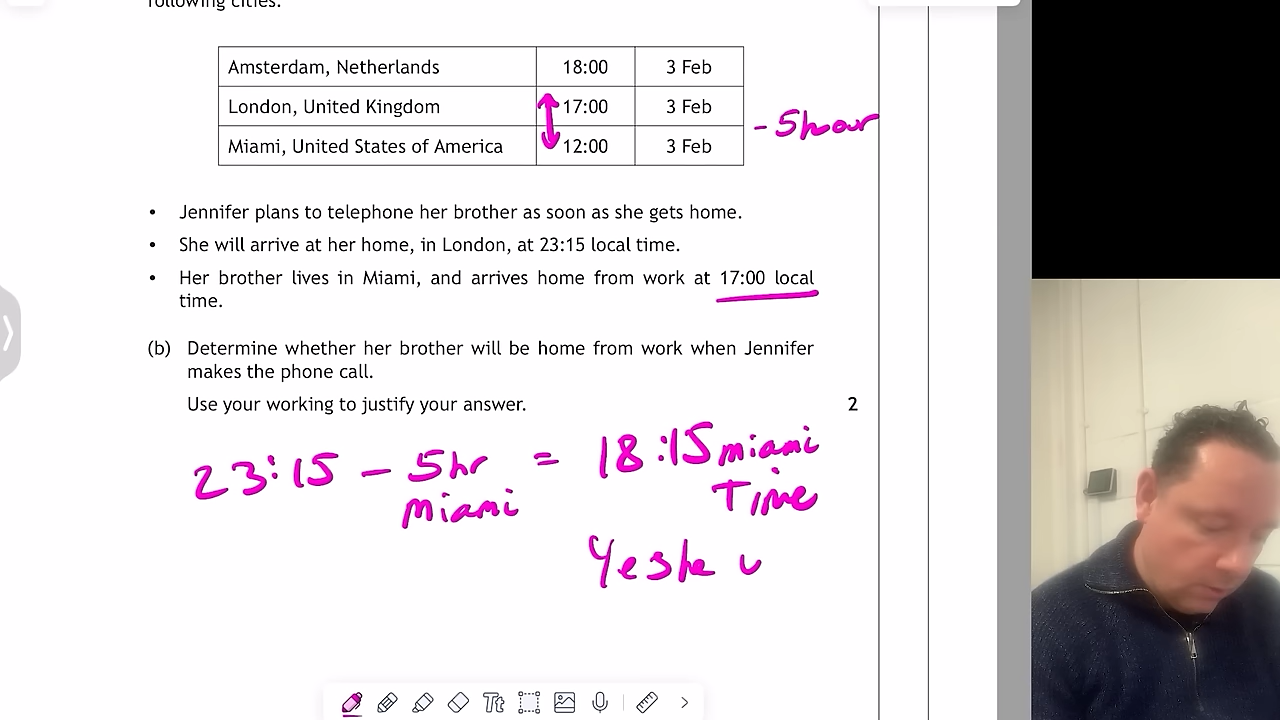 following cities.
Amsterdam, Netherlands 18:00 3 Feb
London, United Kingdom 17:00 3 Feb
Miami, United States of America 12:00 3 Feb
- 5hour
• Jennifer plans to telephone her brother as soon as she gets home.
• She will arrive at her home, in London, at 23:15 local time.
• Her brother lives in Miami, and arrives home from work at 17:00 local
time.
(b) Determine whether her brother will be home from work when Jennifer
makes the phone call.
Use your working to justify your answer. 2
23:15 - 5hr = 18:15 miami
miami Time
Yes he
Tt